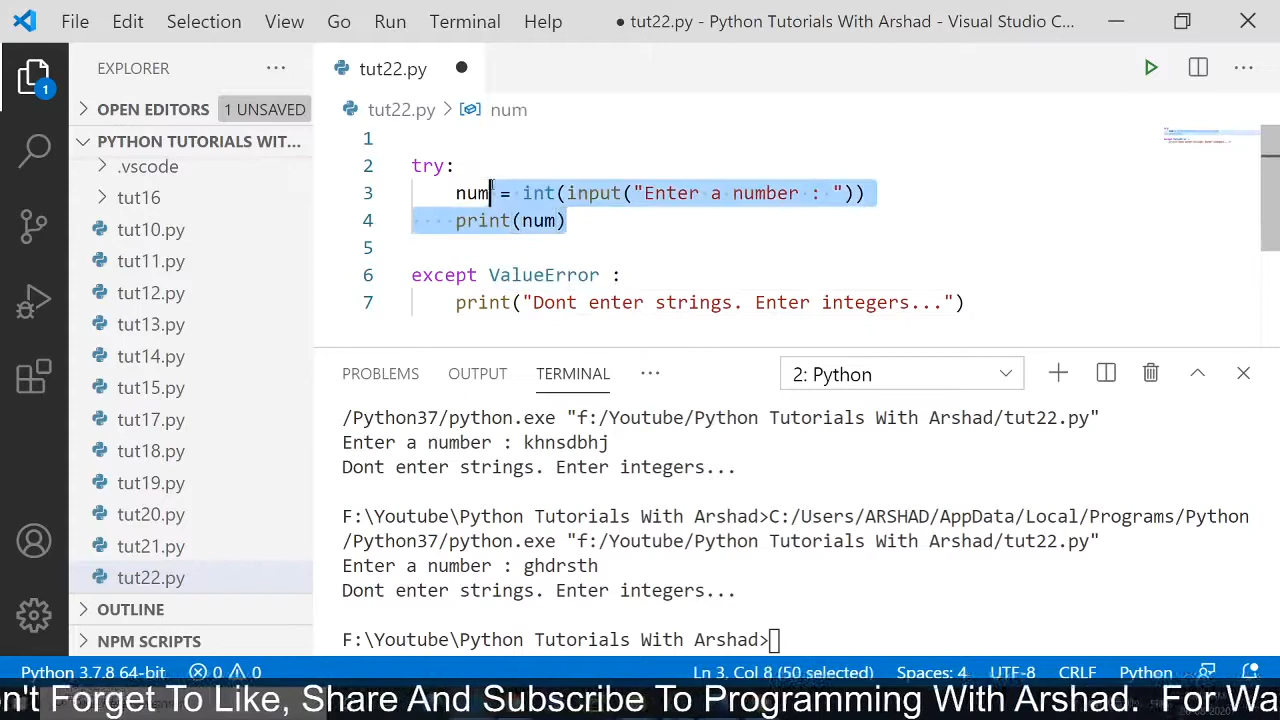 File Edit Selection View Go Run Terminal Help ● tut22.py - Python Tutorials With Arshad - Visual Studio C...
EXPLORER ···
tut22.py ●
1
OPEN EDITORS 1 UNSAVED
tut22.py > num
PYTHON TUTORIALS WIT...
.vscode
tut16
tut10.py
tut11.py
tut12.py
tut13.py
tut14.py
tut15.py
tut17.py
tut18.py
tut19.py
tut20.py
tut21.py
tut22.py
OUTLINE
NPM SCRIPTS
1
2 try:
3 num = int(input("Enter a number : "))
4 print(num)
5
6 except ValueError :
7 print("Dont enter strings. Enter integers...")
PROBLEMS OUTPUT TERMINAL ··· 2: Python
/Python37/python.exe "f:/Youtube/Python Tutorials With Arshad/tut22.py"
Enter a number : khnsdbhj
Dont enter strings. Enter integers...
F:\Youtube\Python Tutorials With Arshad>C:/Users/ARSHAD/AppData/Local/Programs/Python
/Python37/python.exe "f:/Youtube/Python Tutorials With Arshad/tut22.py"
Enter a number : ghdrsth
Dont enter strings. Enter integers...
F:\Youtube\Python Tutorials With Arshad>
Python 3.7.8 64-bit 0 0 Ln 3, Col 8 (50 selected) Spaces: 4 UTF-8 CRLF Python
n't Forget To Like, Share And Subscribe To Programming With Arshad. For Wa